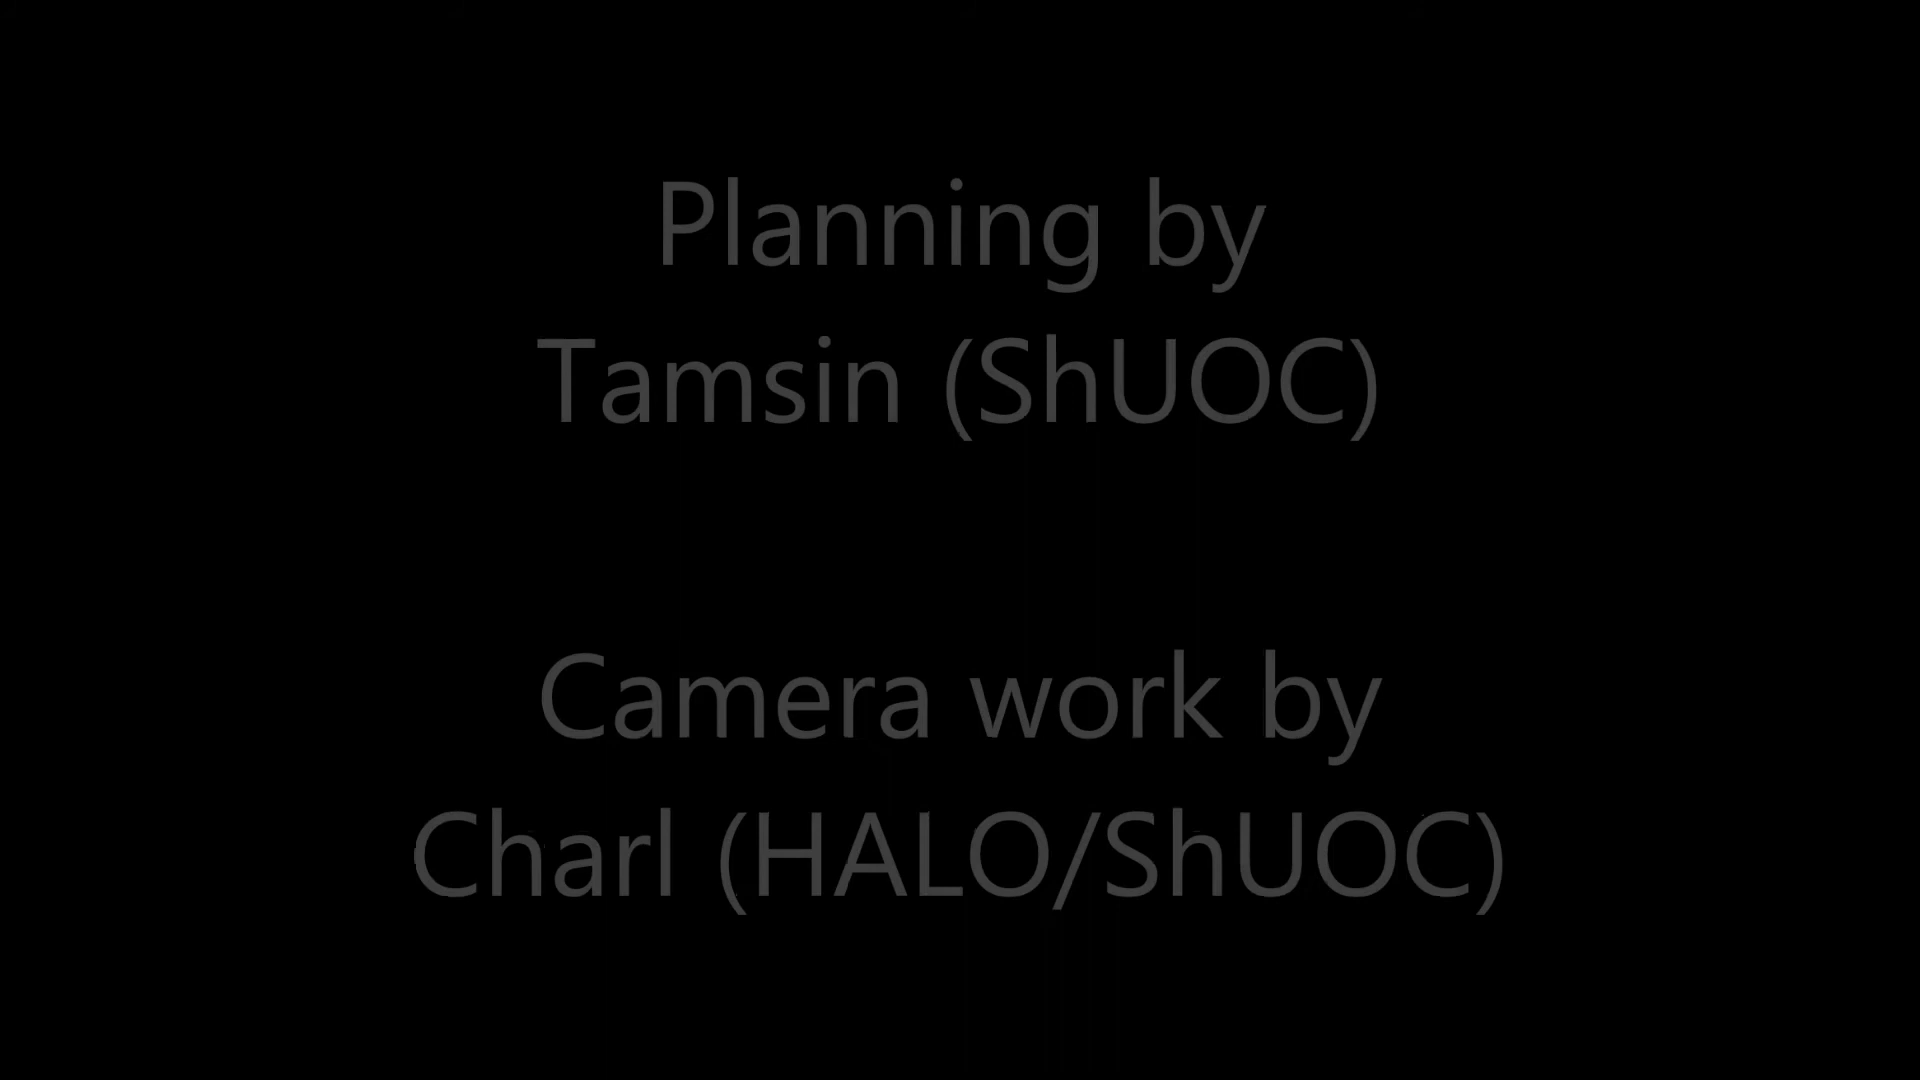 Planning by
Tamsin (ShUOC)
Camera work by
Charl (HALO/ShUOC)